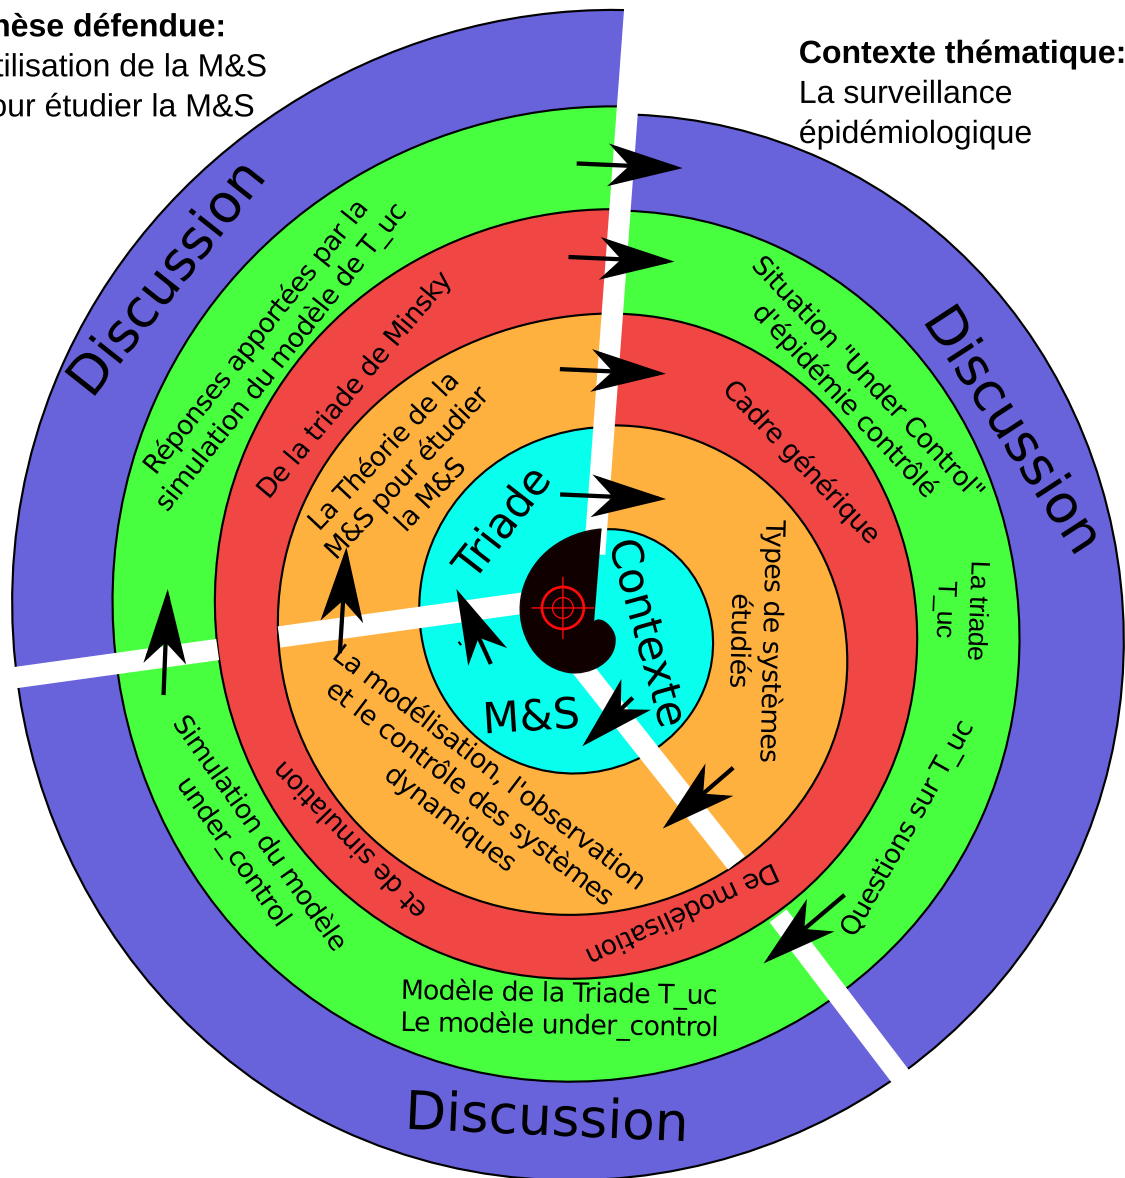 hèse défendue:
tilisation de la M&S
our étudier la M&S
Contexte thématique:
La surveillance
épidémiologique
Discussion
Réponses apportées par la
simulation du modèle de T_uc
De la triade de Minsky
La Théorie de la
M&S pour étudier
la M&S
Triade
Contexte
M&S
Types de systèmes
étudiés
Cadre générique
Situation "Under Control"
d'épidémie contrôlé
Discussion
La triade
T_uc
Questions sur T_uc
La modélisation, l'observation
et le contrôle des systèmes
dynamiques
De modélisation
et de simulation
Simulation du modèle
under_control
Modèle de la Triade T_uc
Le modèle under_control
Discussion